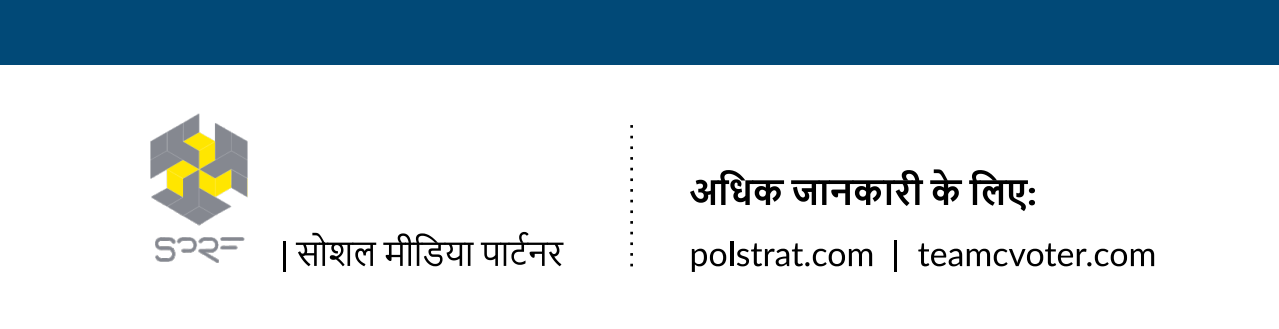 SPRF
| सोशल मीडिया पार्टनर
अधिक जानकारी के लिए:
polstrat.com | teamcvoter.com